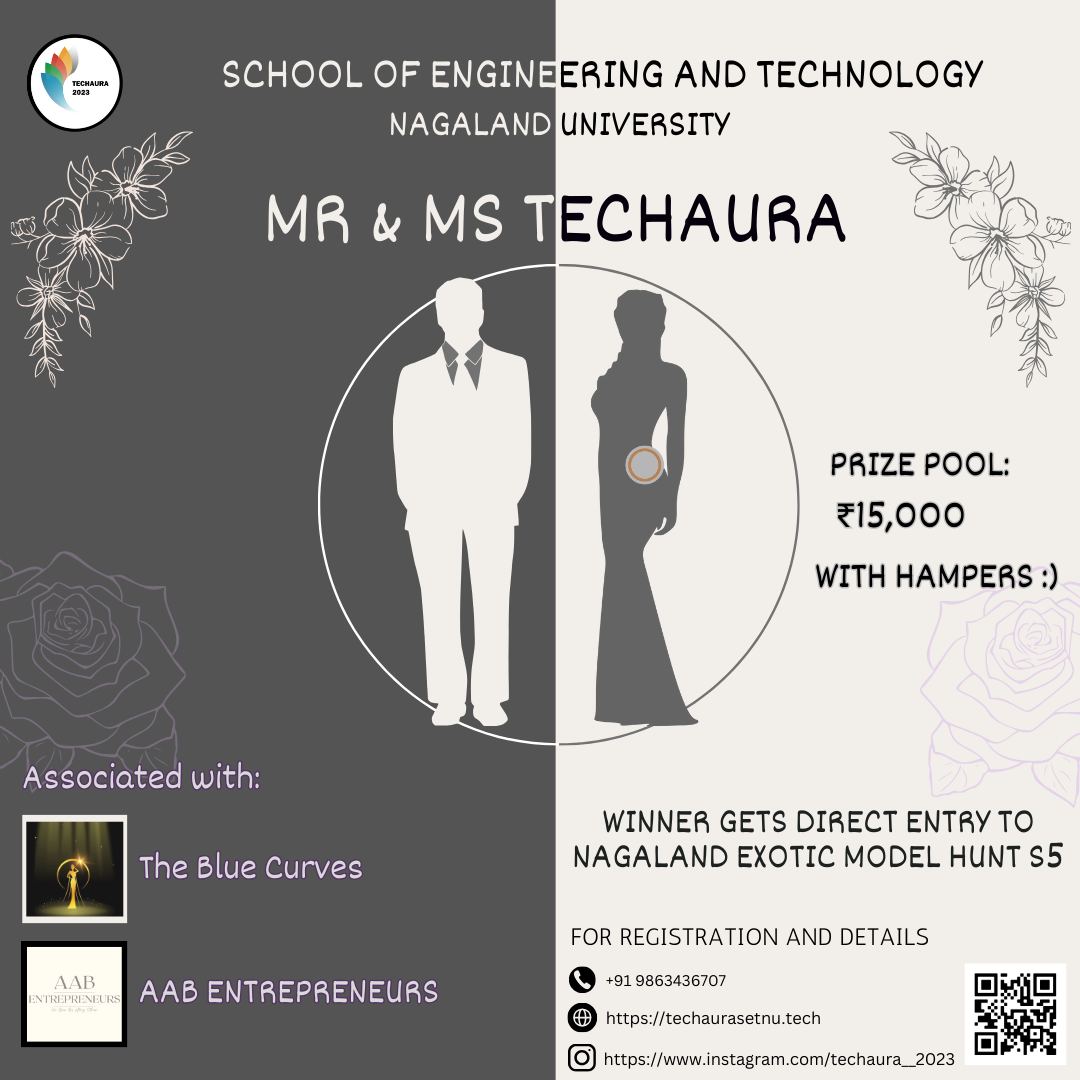 TECHAURA
2023
SCHOOL OF ENGINEERING AND TECHNOLOGY
NAGALAND UNIVERSITY
MR & MS TECHAURA
PRIZE POOL:
₹15,000
WITH HAMPERS :)
Associated with:
The Blue Curves
AAB
ENTREPRENEURS
AAB ENTREPRENEURS
WINNER GETS DIRECT ENTRY TO
NAGALAND EXOTIC MODEL HUNT S5
FOR REGISTRATION AND DETAILS
+91 9863436707
https://techaurasetnu.tech
https://www.instagram.com/techaura__2023